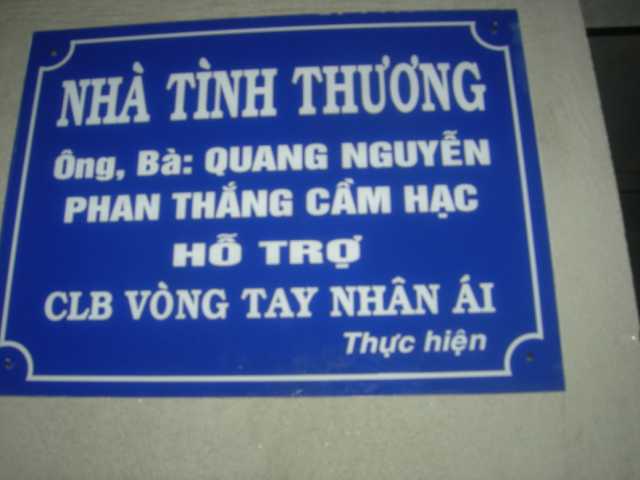 NHÀ TÌNH THƯƠNG
Ông, Bà: QUANG NGUYỄN
PHAN THẮNG CẦM HẠC
HỖ TRỢ
CLB VÒNG TAY NHÂN ÁI
Thực hiện